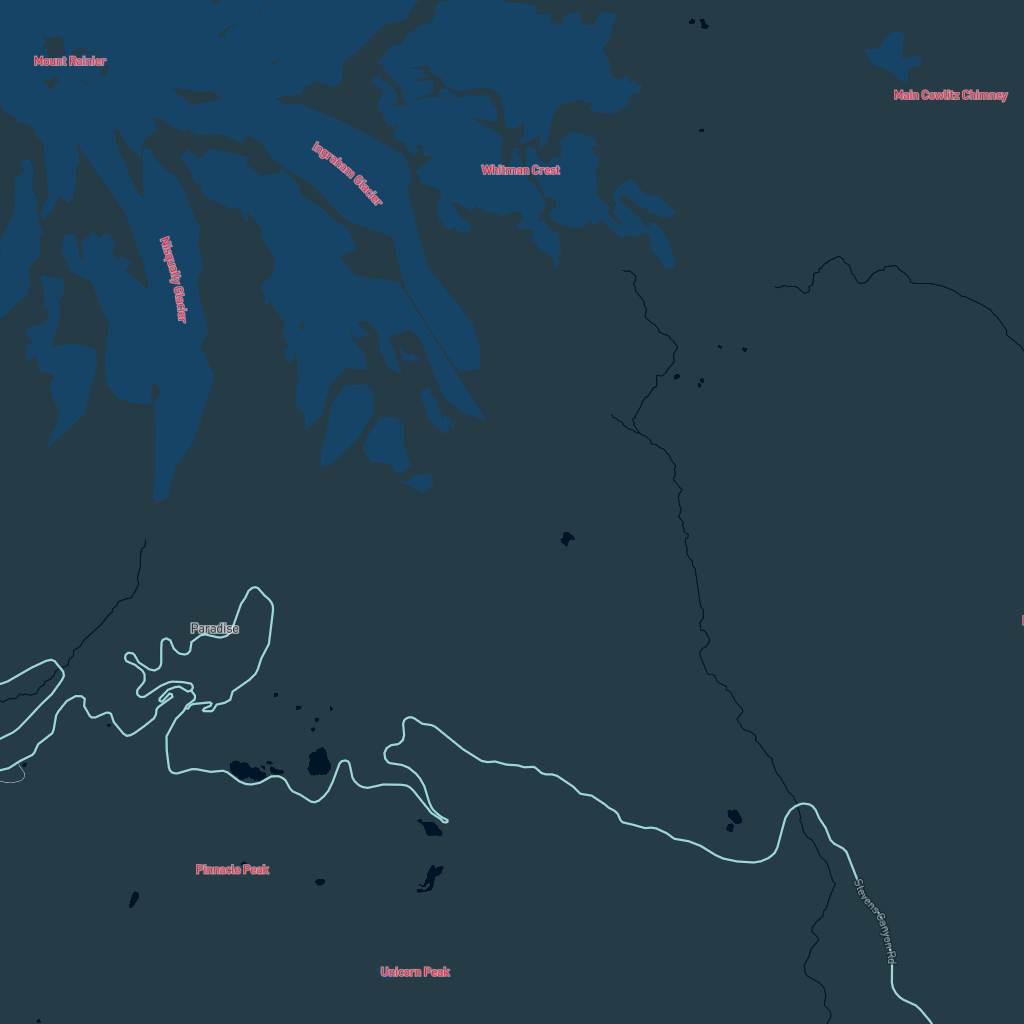 Mount Rainier
Main Cowlitz Chimney
Ingraham Glacier
Whitman Crest
Nisqually Glacier
Paradise
Pinnacle Peak
Stevens Canyon Rd
Unicorn Peak